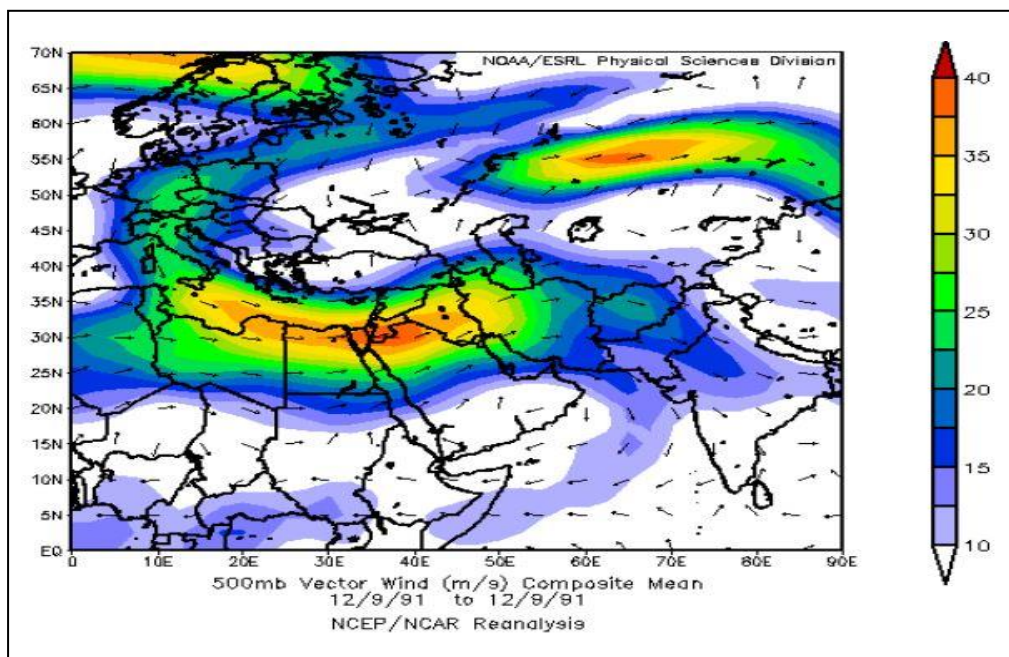 NOAA/ESRL Physical Sciences Division
70N
65N
60N
55N
50N
45N
40N
35N
30N
25N
20N
15N
10N
5N
EQ
0
10E
20E
30E
40E
50E
60E
70E
80E
90E
40
35
30
25
20
15
10
500mb Vector Wind (m/s) Composite Mean
12/9/91 to 12/9/91
NCEP/NCAR Reanalysis